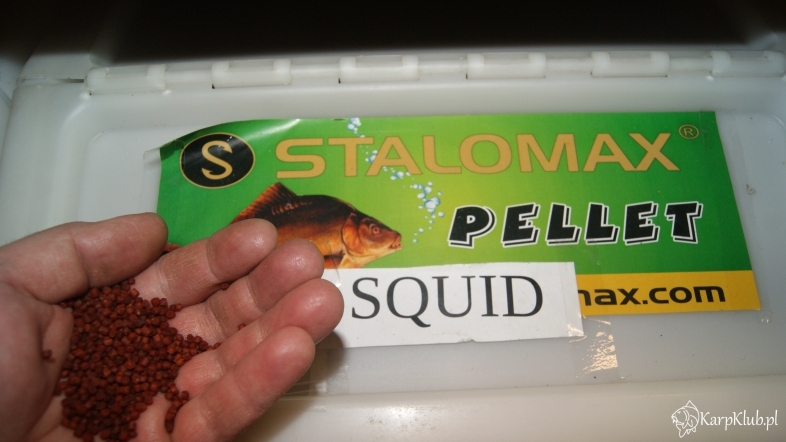 S STALOMAX®
PELLET
SQUID
max.com
KarpKlub.pl